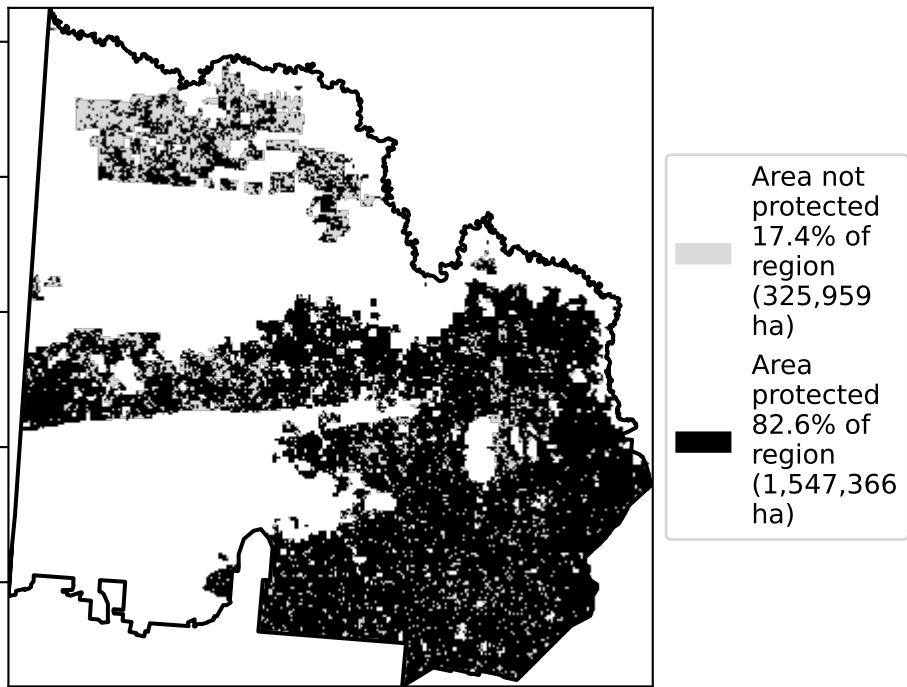 Area not
protected
17.4% of
region
(325,959
ha)
Area
protected
82.6% of
region
(1,547,366
ha)